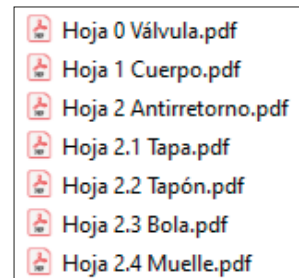 Hoja 0 Válvula.pdf
Hoja 1 Cuerpo.pdf
Hoja 2 Antirretorno.pdf
Hoja 2.1 Tapa.pdf
Hoja 2.2 Tapón.pdf
Hoja 2.3 Bola.pdf
Hoja 2.4 Muelle.pdf